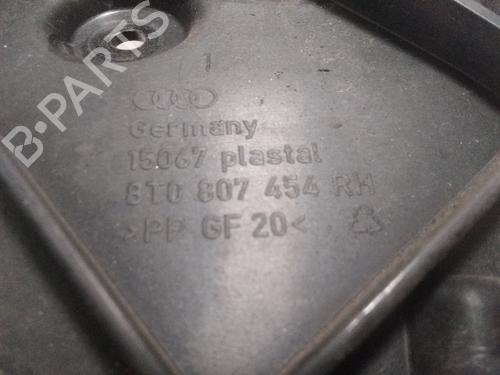 B-PARTS
1
Germany
15067 plastal
8T0 807 454 RH
>PP GF 20<